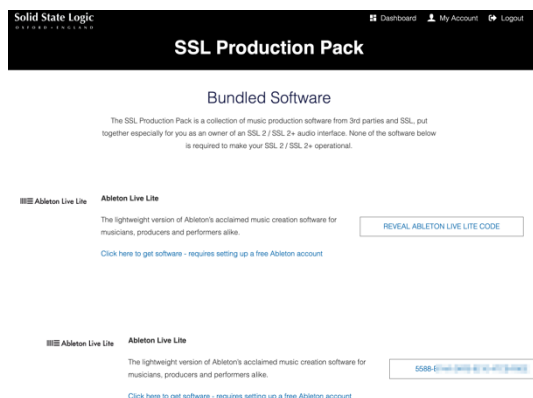 Solid State Logic
OXFORD • ENGLAND
Dashboard My Account Logout
SSL Production Pack
Bundled Software
The SSL Production Pack is a collection of music production software from 3rd parties and SSL, put
together especially for you as an owner of an SSL 2 / SSL 2+ audio interface. None of the software below
is required to make your SSL 2 / SSL 2+ operational.
Ableton Live Lite
Ableton Live Lite
The lightweight version of Ableton's acclaimed music creation software for
musicians, producers and performers alike.
REVEAL ABLETON LIVE LITE CODE
Click here to get software - requires setting up a free Ableton account
Ableton Live Lite
Ableton Live Lite
The lightweight version of Ableton's acclaimed music creation software for
musicians, producers and performers alike.
5588-
Click here to get software - requires setting up a free Ableton account